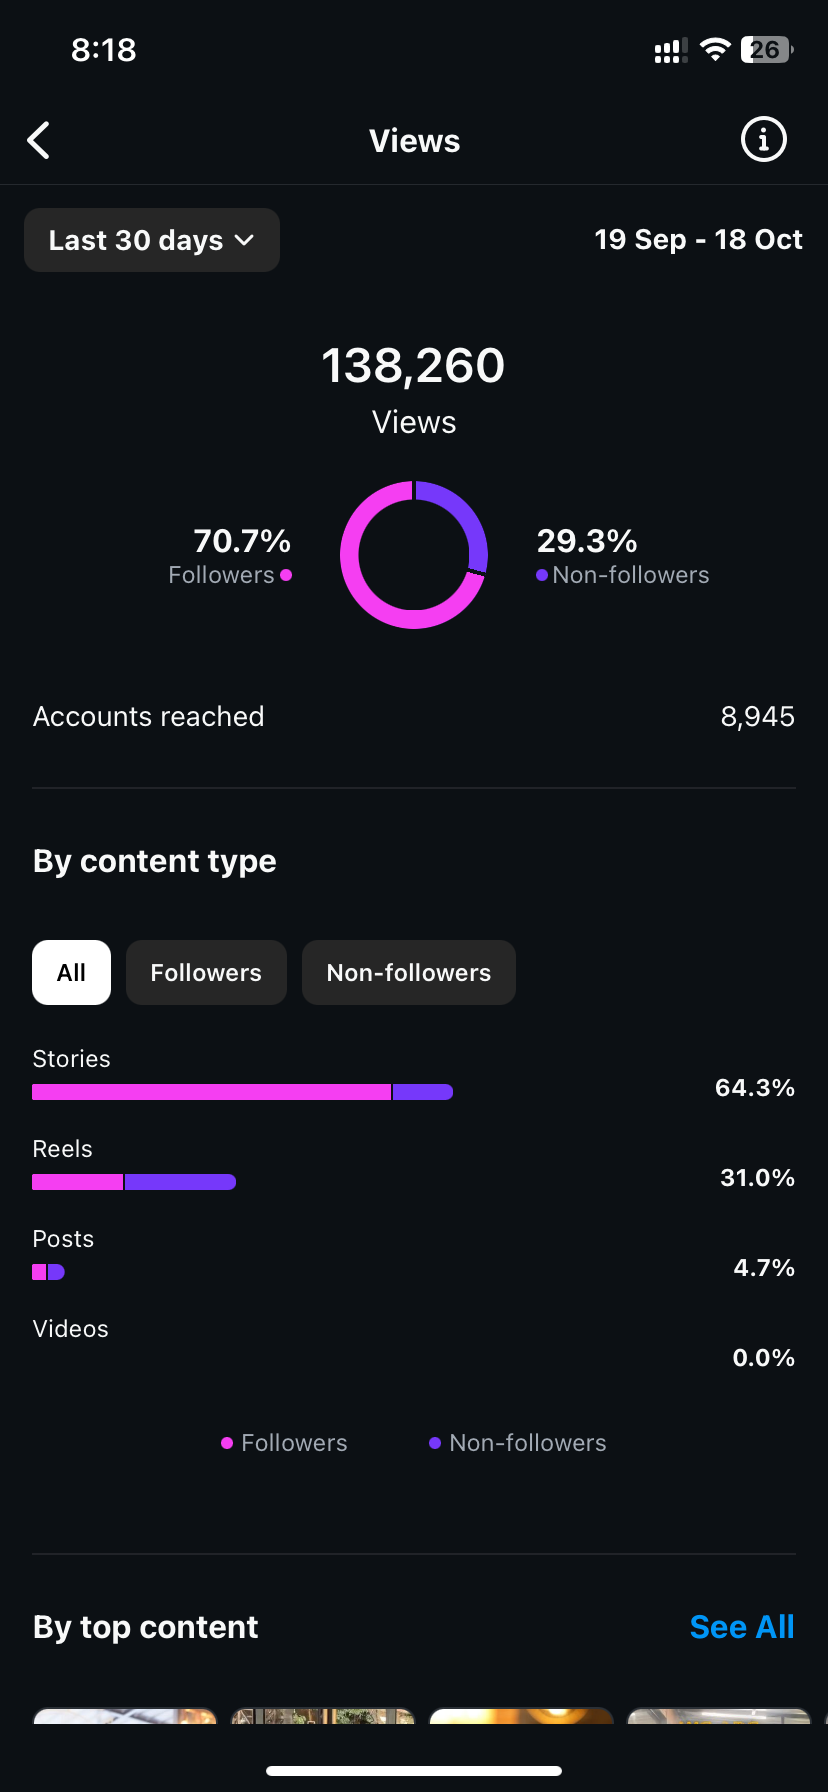 8:18
26
Views
Last 30 days
19 Sep - 18 Oct
138,260
Views
70.7%
Followers
29.3%
Non-followers
Accounts reached
8,945
By content type
All
Followers
Non-followers
Stories
64.3%
Reels
31.0%
Posts
4.7%
Videos
0.0%
Followers
Non-followers
By top content
See All